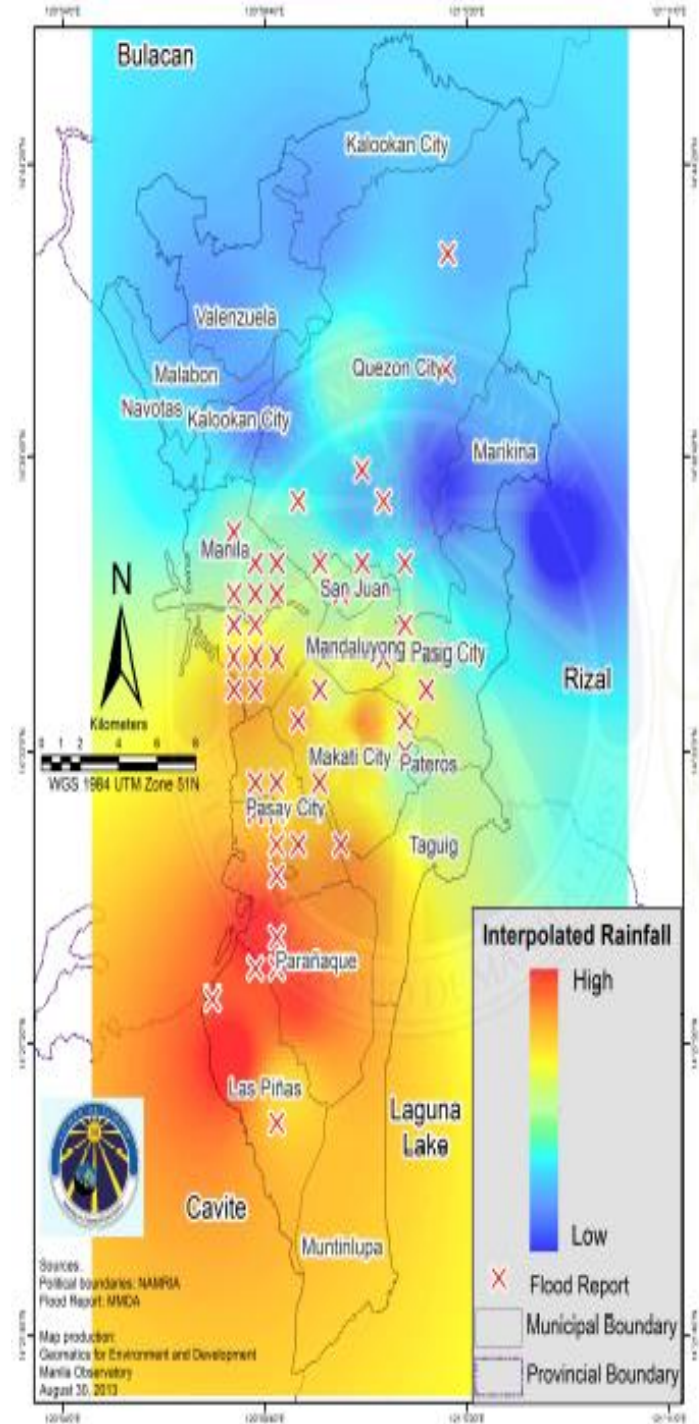 Bulacan
Kalookan City
Valenzuela
Quezon City
Malabon
Navotas
Kalookan City
Marikina
Manila
San Juan
N
Mandaluyong
Pasig City
Rizal
Kilometers
0 1 2 4 6 8
WGS 1984 UTM Zone 51N
Makati City
Pateros
Pasay City
Taguig
Parañaque
Las Piñas
Laguna
Lake
Cavite
Muntinlupa
Interpolated Rainfall
High
Low
Flood Report
Municipal Boundary
Provincial Boundary
Sources:
Political boundaries: NAMRIA
Flood Report: MMDA
Map production:
Geomatics for Environment and Development
Manila Observatory
August 30, 2013